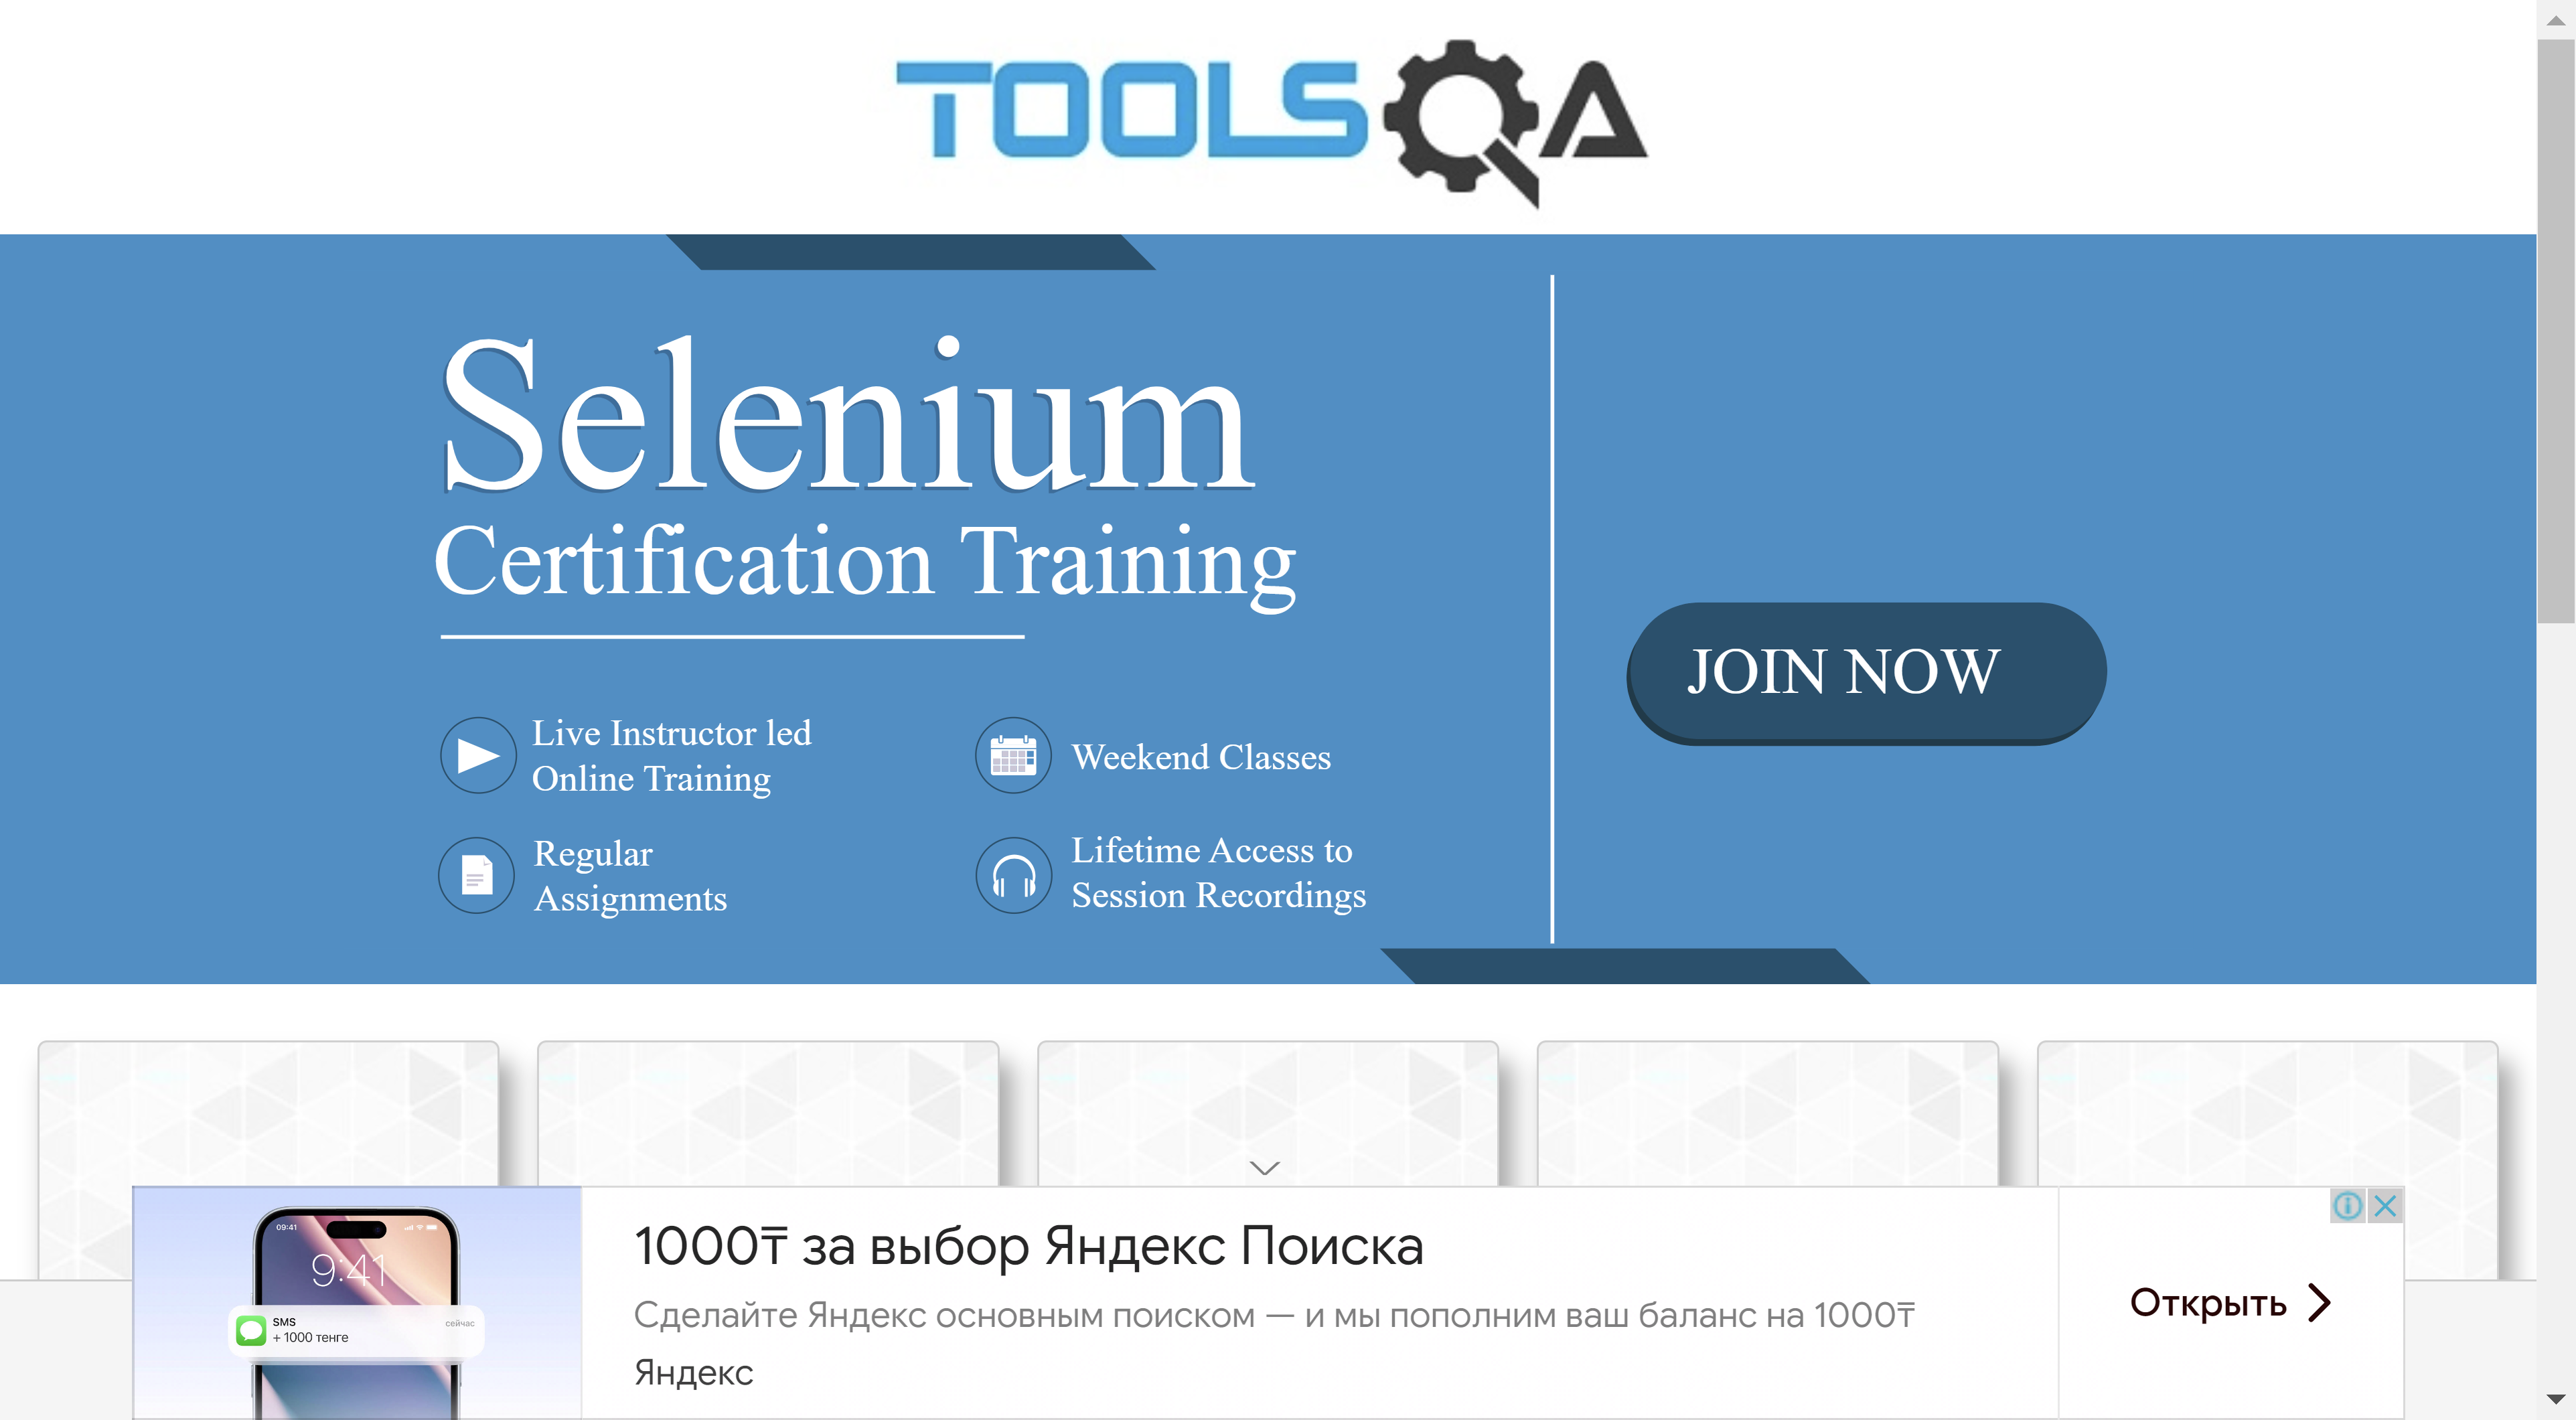 TOOLSQA
Selenium
Certification Training
Live Instructor led
Online Training
Weekend Classes
Regular
Assignments
Lifetime Access to
Session Recordings
JOIN NOW
09:41
9:41
SMS
сейчас
+ 1000 тенге
1000₸ за выбор Яндекс Поиска
Сделайте Яндекс основным поиском — и мы пополним ваш баланс на 1000₸
Яндекс
Открыть